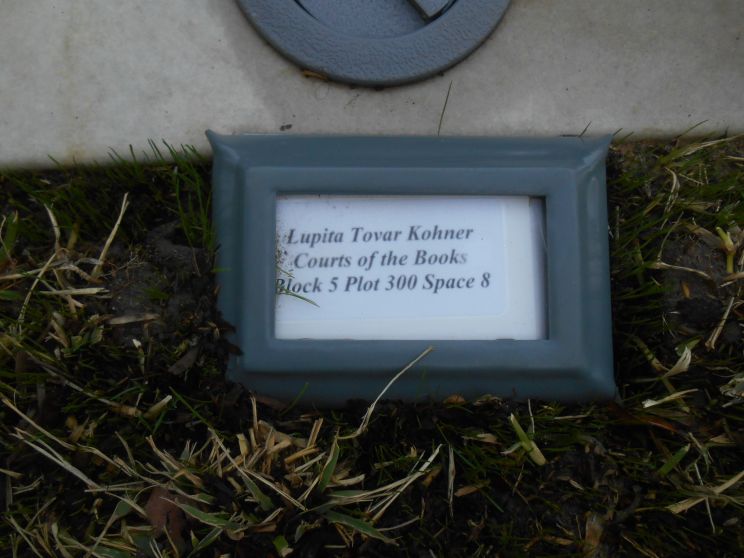 Lupita Tovar Kohner
Courts of the Books
Block 5 Plot 300 Space 8